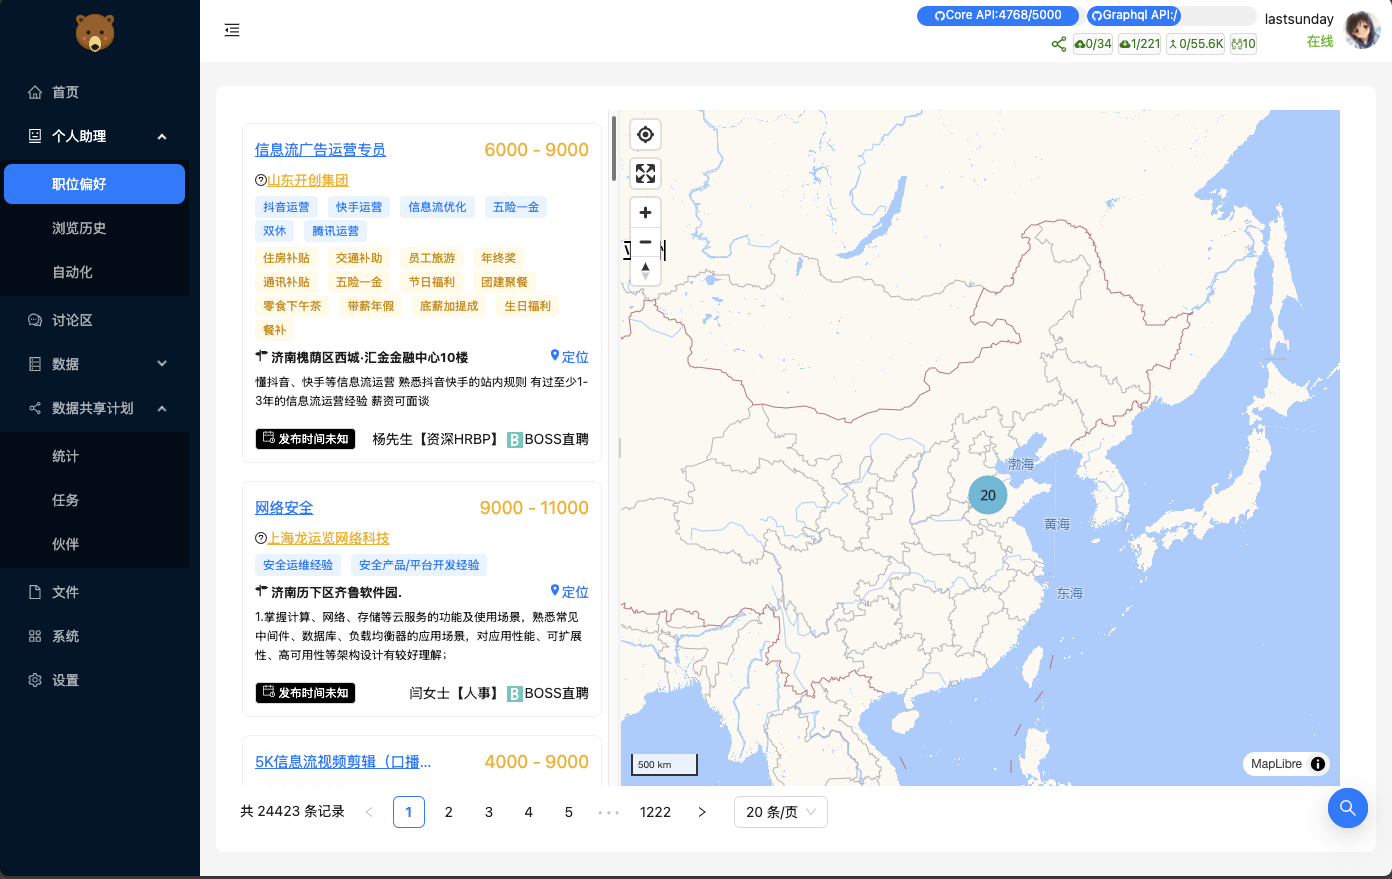 Core API:4768/5000
Graphql API:/
lastsunday
0/34
1/221
0/55.6K
10
在线
首页
个人助理
职位偏好
浏览历史
自动化
讨论区
数据
数据共享计划
统计
任务
伙伴
文件
系统
设置
信息流广告运营专员
6000 - 9000
山东开创集团
抖音运营 快手运营 信息流优化 五险一金
双休 腾讯运营
住房补贴 交通补助 员工旅游 年终奖
通讯补贴 五险一金 节日福利 团建聚餐
零食下午茶 带薪年假 底薪加提成 生日福利
餐补
济南槐荫区西城·汇金金融中心10楼
定位
懂抖音、快手等信息流运营 熟悉抖音快手的站内规则 有过至少1-
3年的信息流运营经验 薪资可面谈
发布时间未知
杨先生【资深HRBP】
BOSS直聘
网络安全
9000 - 11000
上海龙运览网络科技
安全运维经验 安全产品/平台开发经验
济南历下区齐鲁软件园.
定位
1.掌握计算、网络、存储等云服务的功能及使用场景，熟悉常见
中间件、数据库、负载均衡器的应用场景，对应用性能、可扩展
性、高可用性等架构设计有较好理解；
发布时间未知
闫女士【人事】
BOSS直聘
5K信息流视频剪辑（口播...
4000 - 9000
渤海
20
黄海
东海
500 km
MapLibre
共 24423 条记录
1 2 3 4 5 ••• 1222
20 条/页